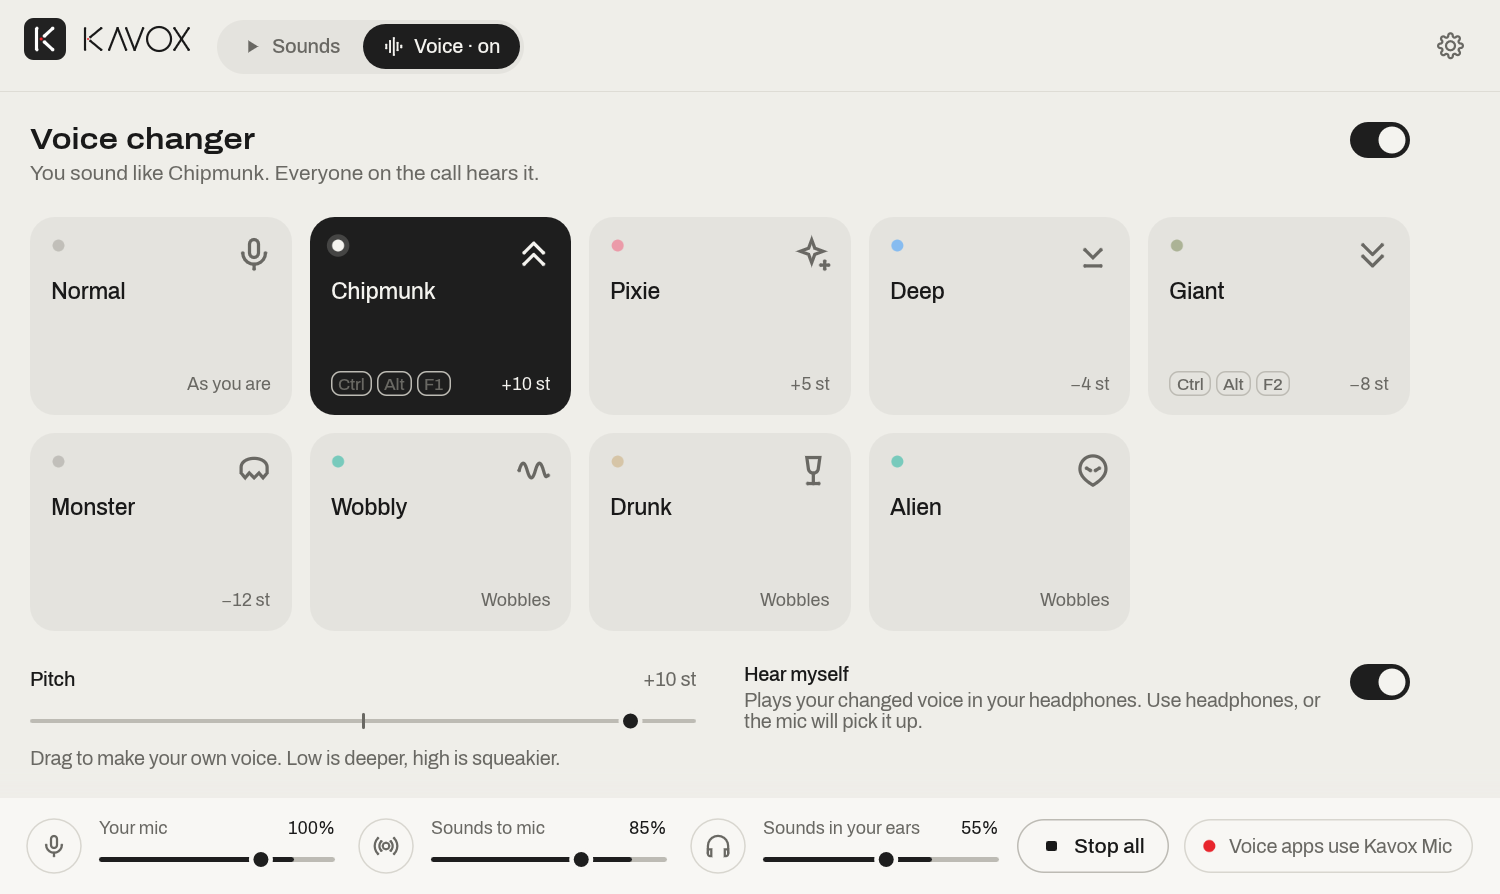 KAVOX
Sounds
Voice · on
Voice changer
You sound like Chipmunk. Everyone on the call hears it.
Normal
As you are
Chipmunk
Ctrl Alt F1 +10 st
Pixie
+5 st
Deep
−4 st
Giant
Ctrl Alt F2 −8 st
Monster
−12 st
Wobbly
Wobbles
Drunk
Wobbles
Alien
Wobbles
Pitch +10 st
Drag to make your own voice. Low is deeper, high is squeakier.
Hear myself
Plays your changed voice in your headphones. Use headphones, or
the mic will pick it up.
Your mic 100%
Sounds to mic 85%
Sounds in your ears 55%
Stop all
Voice apps use Kavox Mic